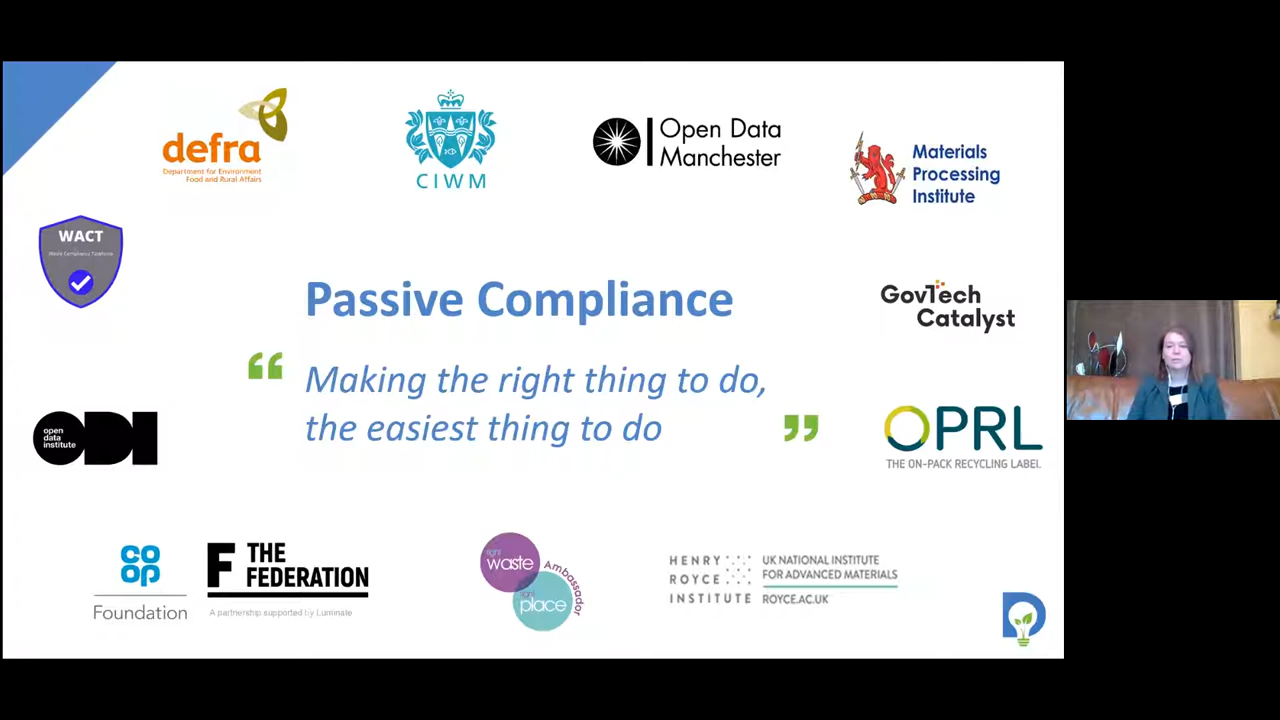 defra
Department for Environment
Food and Rural Affairs
CIWM
Open Data
Manchester
Materials
Processing
Institute
WACT
Passive Compliance
GovTech
Catalyst
“ Making the right thing to do,
the easiest thing to do ”
open
data
institute
ODI
OPRL
THE ON-PACK RECYCLING LABEL.
CO
OP
Foundation
F THE
FEDERATION
A partnership supported by Luminate
right
waste
right
place
Ambassador
HENRY
ROYCE
INSTITUTE
UK NATIONAL INSTITUTE
FOR ADVANCED MATERIALS
ROYCE.AC.UK